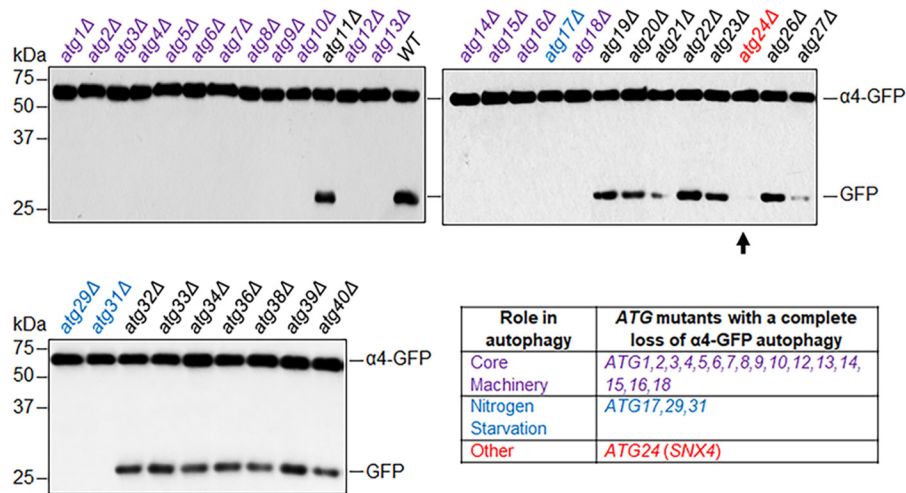 kDa
atg1Δ atg2Δ atg3Δ atg4Δ atg5Δ atg6Δ atg7Δ atg8Δ atg9Δ atg10Δ atg11Δ atg12Δ atg13Δ WT
75
50
37
25
atg14Δ atg15Δ atg16Δ atg17Δ atg18Δ atg19Δ atg20Δ atg21Δ atg22Δ atg23Δ atg24Δ atg26Δ atg27Δ
α4-GFP
GFP
kDa
atg29Δ atg31Δ atg32Δ atg33Δ atg34Δ atg36Δ atg38Δ atg39Δ atg40Δ
75
50
37
25
α4-GFP
GFP
Role in autophagy
ATG mutants with a complete loss of α4-GFP autophagy
Core Machinery
ATG1,2,3,4,5,6,7,8,9,10,12,13,14,
15,16,18
Nitrogen Starvation
ATG17,29,31
Other
ATG24 (SNX4)